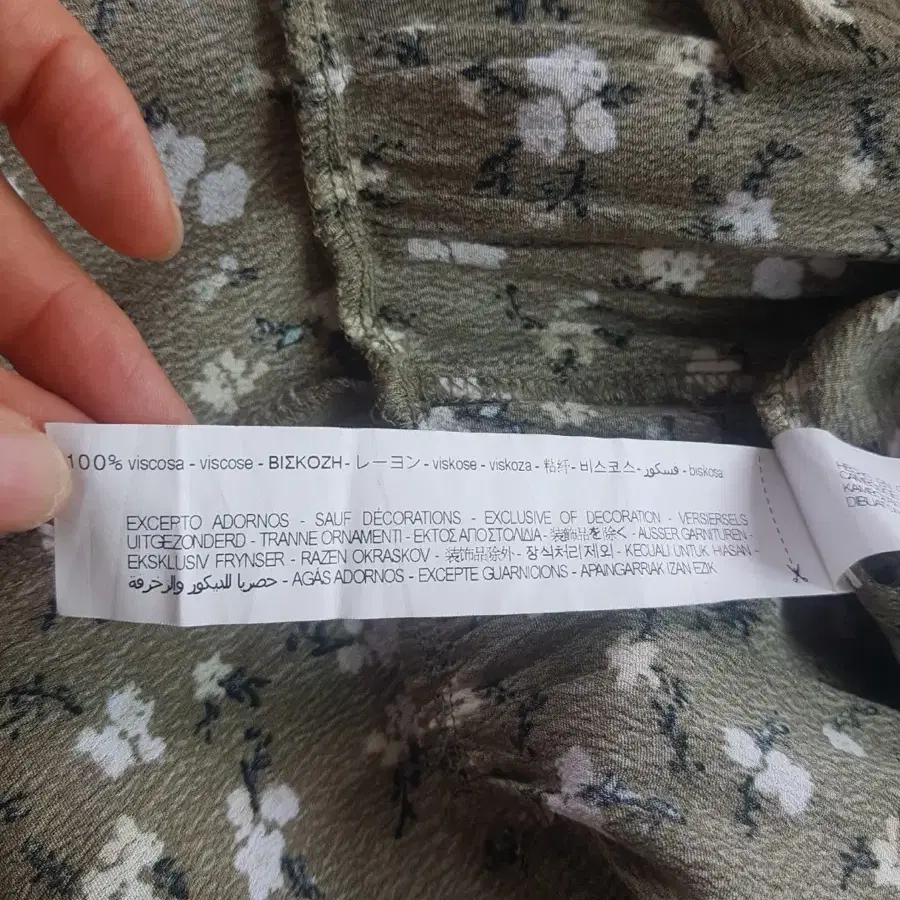 100% viscosa - viscose - ΒΙΣΚΟΖΗ - レーヨン - viskose - viskoza - 粘纤 - 비스코스 - فسكوز - biskosa
EXCEPTO ADORNOS - SAUF DÉCORATIONS - EXCLUSIVE OF DECORATION - VERSIERSELS
UITGEZONDERD - TRANNE ORNAMENTI - ΕΚΤΟΣ ΑΠΟ ΣΤΟΛΙΔΙΑ - 装飾品を除く - AUSSER GARNITUREN -
EKSKLUSIV FRYNSER - RAZEN OKRASKOV - 装饰品除外 - 장식처리제외 - KECUALI UNTUK HIASAN -
حصريا للديكور والزخرفة - AGÁS ADORNOS - EXCEPTE GUARNICIONS - APAINGARRIAK IZAN EZIK